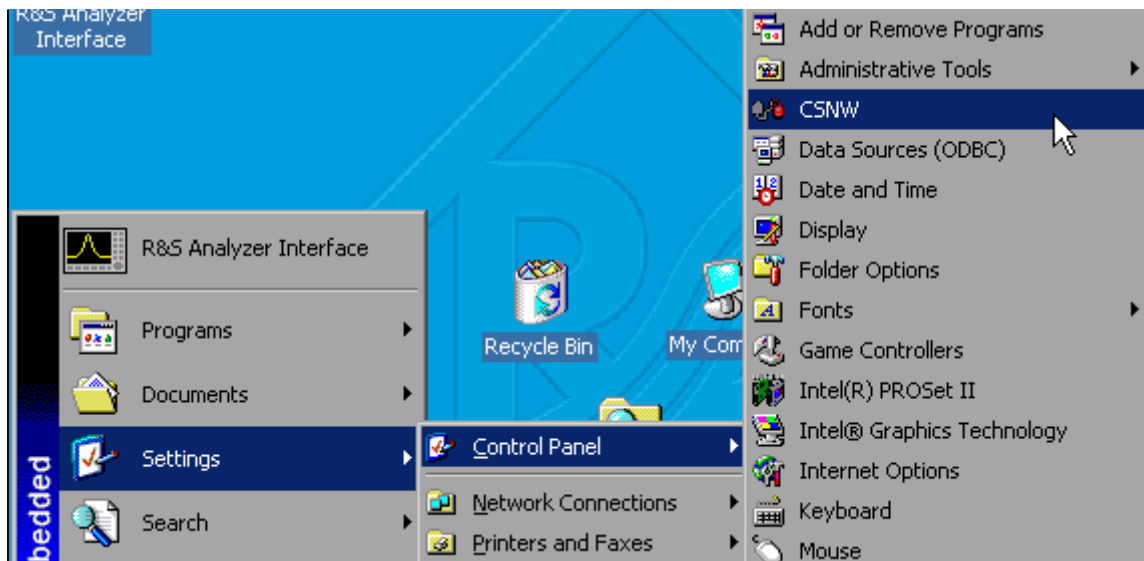 R&S Analyzer
Interface
Recycle Bin
My Com
R&S Analyzer Interface
Programs
Documents
Settings
Search
bedded
Control Panel
Network Connections
Printers and Faxes
Add or Remove Programs
Administrative Tools
CSNW
Data Sources (ODBC)
Date and Time
Display
Folder Options
Fonts
Game Controllers
Intel(R) PROSet II
Intel® Graphics Technology
Internet Options
Keyboard
Mouse